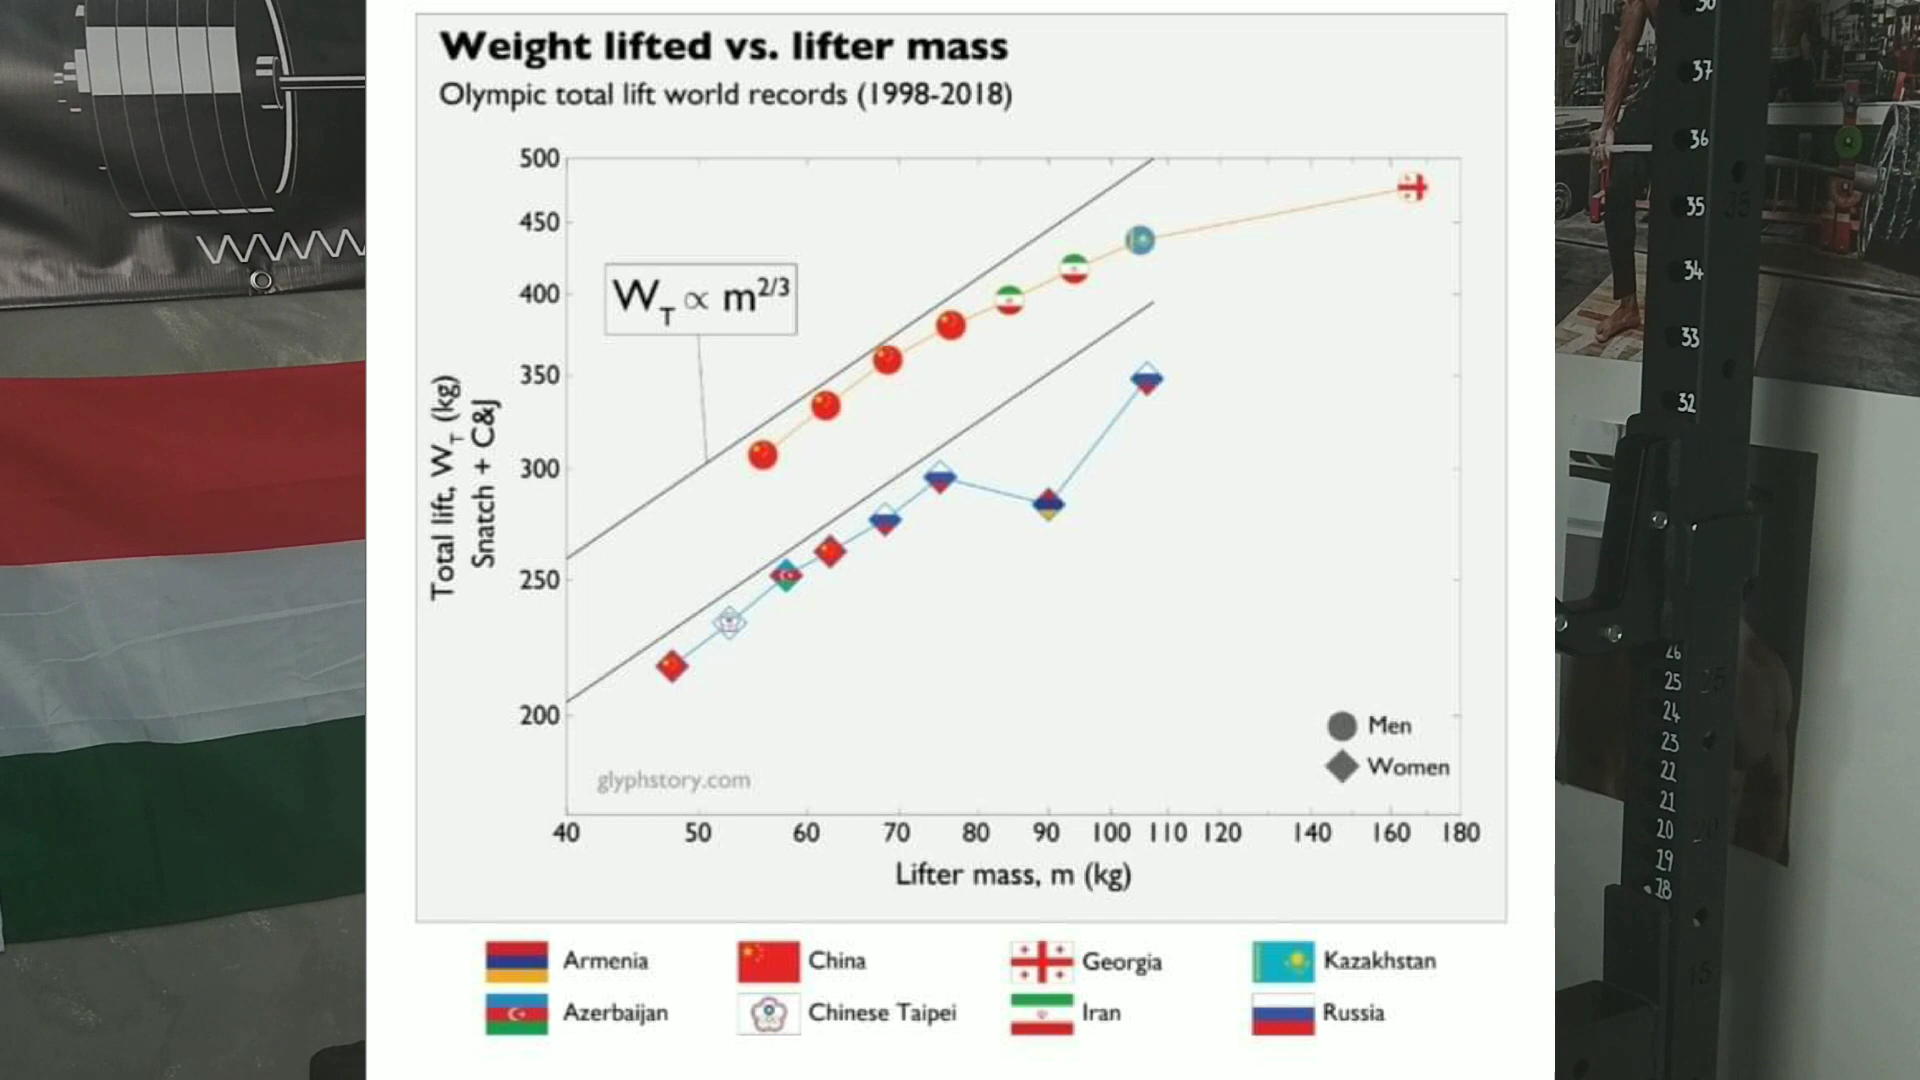 Weight lifted vs. lifter mass
Olympic total lift world records (1998-2018)
500
450
400
350
300
250
200
W_T ∝ m^2/3
Total lift, W_T (kg)
Snatch + C&J
Men
Women
glyphstory.com
40 50 60 70 80 90 100 110 120 140 160 180
Lifter mass, m (kg)
Armenia China Georgia Kazakhstan
Azerbaijan Chinese Taipei Iran Russia
37
36
35
34
33
32
26
25
24
23
22
21
20
19
18